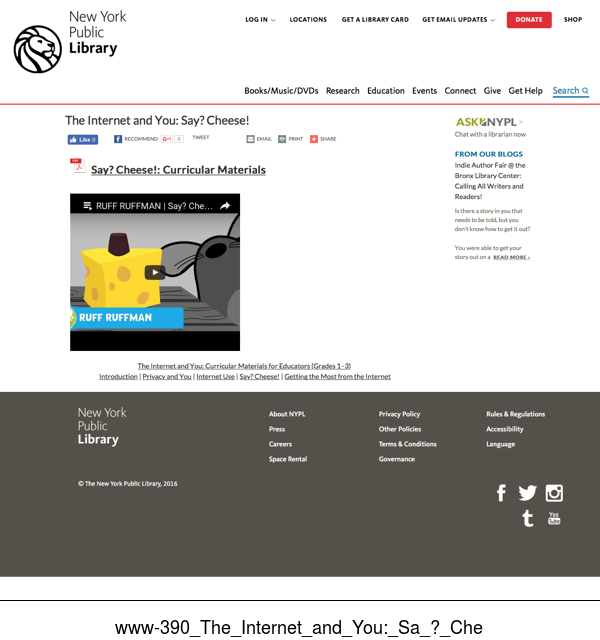 New York
Public
Library
LOG IN
LOCATIONS
GET A LIBRARY CARD
GET EMAIL UPDATES
DONATE
SHOP
Books/Music/DVDs Research Education Events Connect Give Get Help Search
The Internet and You: Say? Cheese!
Like 0
RECOMMEND
G+1 0
TWEET
EMAIL
PRINT
SHARE
Say? Cheese!: Curricular Materials
RUFF RUFFMAN | Say? Che...
RUFF RUFFMAN
The Internet and You: Curricular Materials for Educators (Grades 1–3)
Introduction | Privacy and You | Internet Use | Say? Cheese! | Getting the Most from the Internet
ASK NYPL >
Chat with a librarian now
FROM OUR BLOGS
Indie Author Fair @ the
Bronx Library Center:
Calling All Writers and
Readers!
Is there a story in you that
needs to be told, but you
don't know how to get it out?
You were able to get your
story out on a READ MORE ›
New York
Public
Library
About NYPL
Press
Careers
Space Rental
Privacy Policy
Other Policies
Terms & Conditions
Governance
Rules & Regulations
Accessibility
Language
© The New York Public Library, 2016
You
Tube
www-390_The_Internet_and_You:_Sa_?_Che